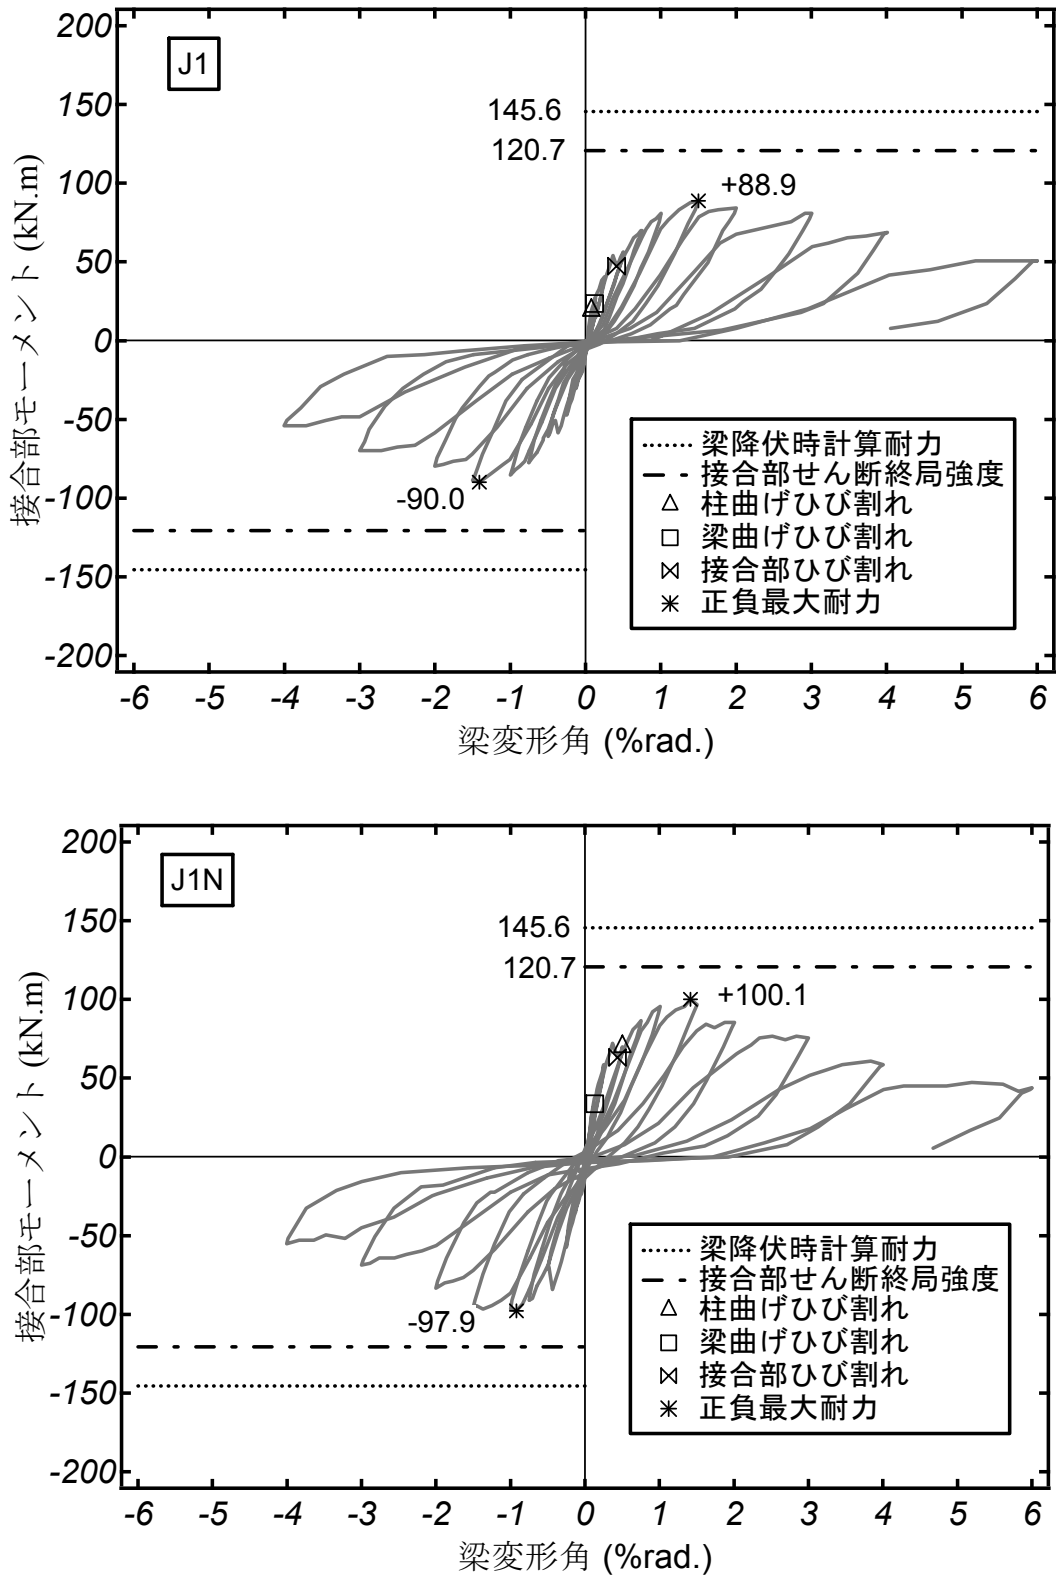 200
J1
150
145.6
120.7
100
+88.9
50
0
-50
-90.0
-100
-150
-200
接合部モーメント (kN.m)
梁降伏時計算耐力
接合部せん断終局強度
柱曲げひび割れ
梁曲げひび割れ
接合部ひび割れ
正負最大耐力
-6 -5 -4 -3 -2 -1 0 1 2 3 4 5 6
梁変形角 (%rad.)
200
J1N
150
145.6
120.7
100
+100.1
50
0
-50
-97.9
-100
-150
-200
接合部モーメント (kN.m)
梁降伏時計算耐力
接合部せん断終局強度
柱曲げひび割れ
梁曲げひび割れ
接合部ひび割れ
正負最大耐力
-6 -5 -4 -3 -2 -1 0 1 2 3 4 5 6
梁変形角 (%rad.)